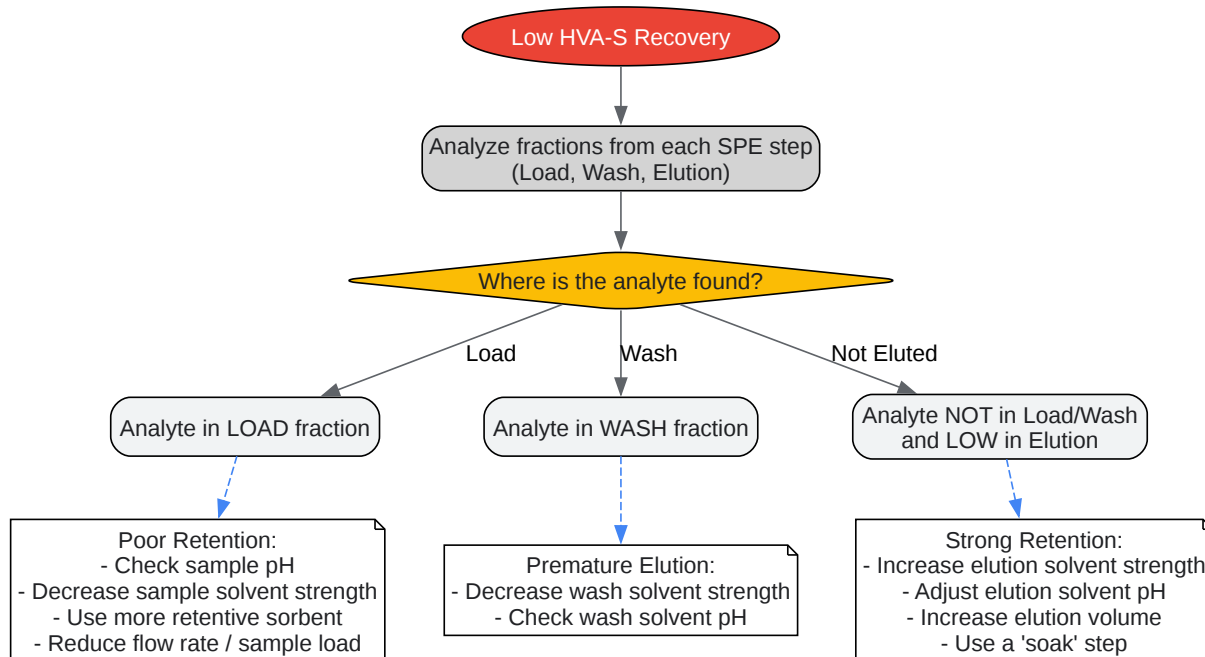 Low HVA-S Recovery
Analyze fractions from each SPE step
(Load, Wash, Elution)
Where is the analyte found?
Load
Wash
Not Eluted
Analyte in LOAD fraction
Analyte in WASH fraction
Analyte NOT in Load/Wash
and LOW in Elution
Poor Retention:
- Check sample pH
- Decrease sample solvent strength
- Use more retentive sorbent
- Reduce flow rate / sample load
Premature Elution:
- Decrease wash solvent strength
- Check wash solvent pH
Strong Retention:
- Increase elution solvent strength
- Adjust elution solvent pH
- Increase elution volume
- Use a 'soak' step